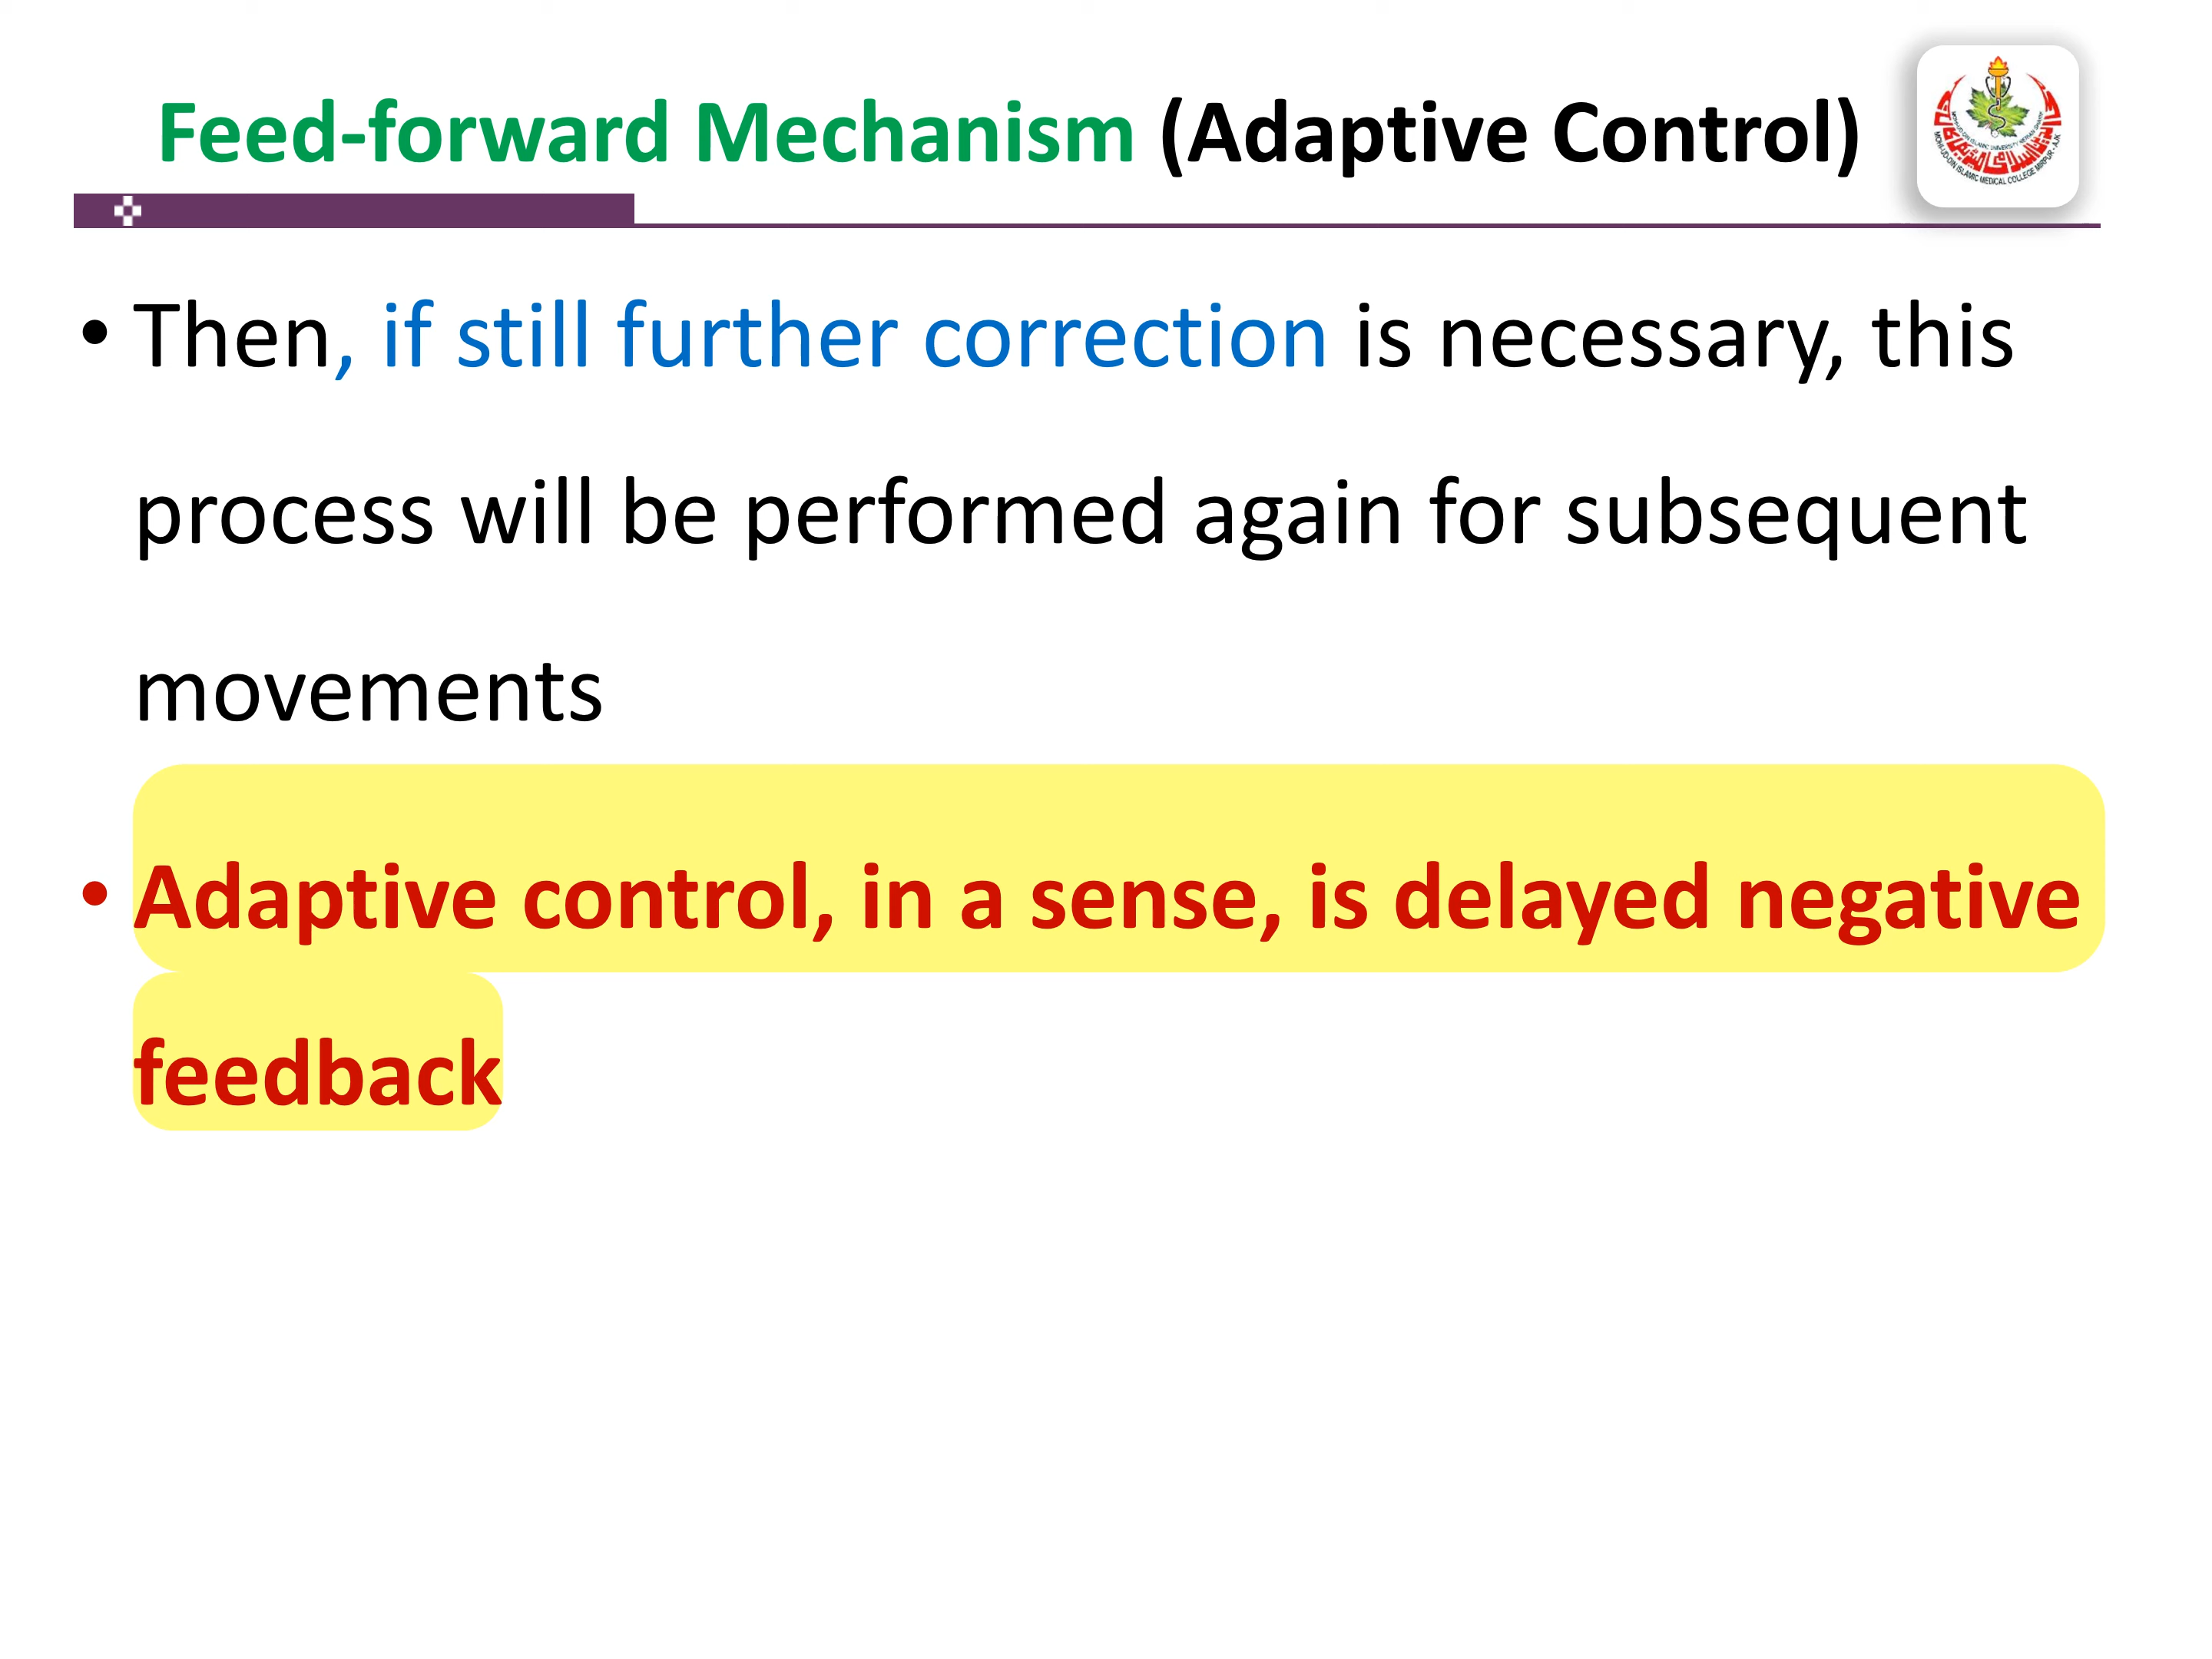 Feed-forward Mechanism (Adaptive Control)
• Then, if still further correction is necessary, this
process will be performed again for subsequent
movements
• Adaptive control, in a sense, is delayed negative
feedback